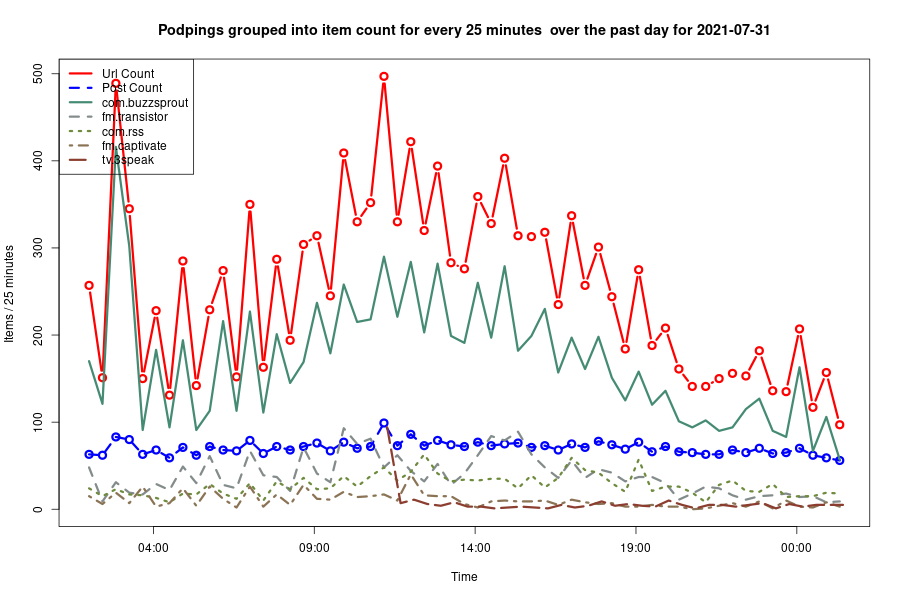 Podpings grouped into item count for every 25 minutes  over the past day for 2021-07-31
Url Count
Post Count
com.buzzsprout
fm.transistor
com.rss
fm.captivate
tv.3speak
Items / 25 minutes
500
400
300
200
100
0
04:00
09:00
14:00
19:00
00:00
Time